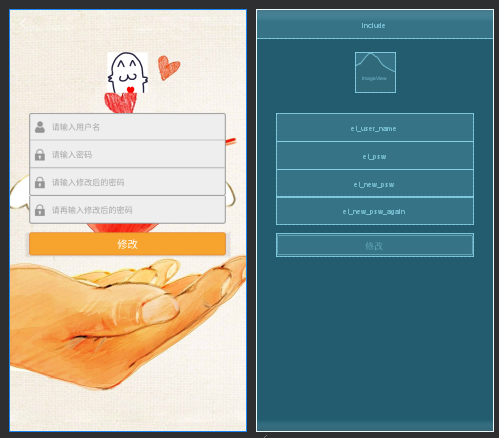 请输入用户名
请输入密码
请输入修改后的密码
请再输入修改后的密码
修改
include
ImageView
et_user_name
et_psw
et_new_psw
et_new_psw_again
修改